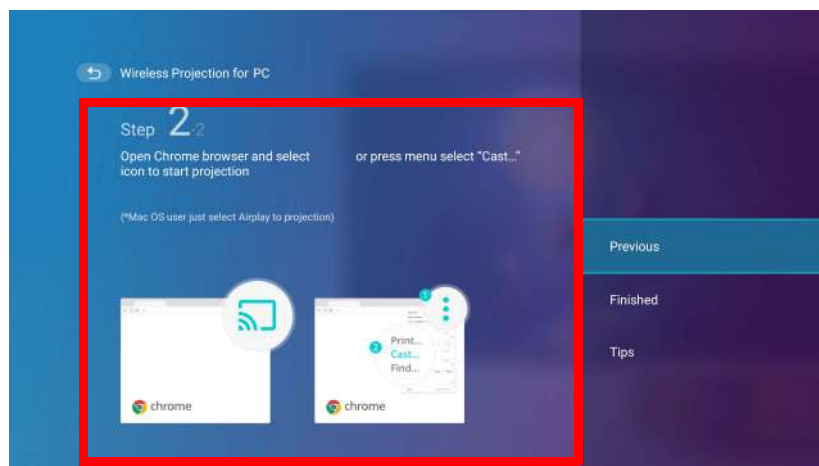 Wireless Projection for PC
Step 2-2
Open Chrome browser and select
icon to start projection
or press menu select "Cast..."
(*Mac OS user just select Airplay to projection)
Previous
Finished
Tips
1
2
Print...
Cast...
Find...
chrome
chrome